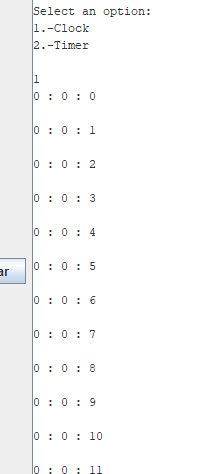 Select an option:
1.-Clock
2.-Timer
1
0 : 0 : 0
0 : 0 : 1
0 : 0 : 2
0 : 0 : 3
0 : 0 : 4
0 : 0 : 5
ar
0 : 0 : 6
0 : 0 : 7
0 : 0 : 8
0 : 0 : 9
0 : 0 : 10
0 : 0 : 11